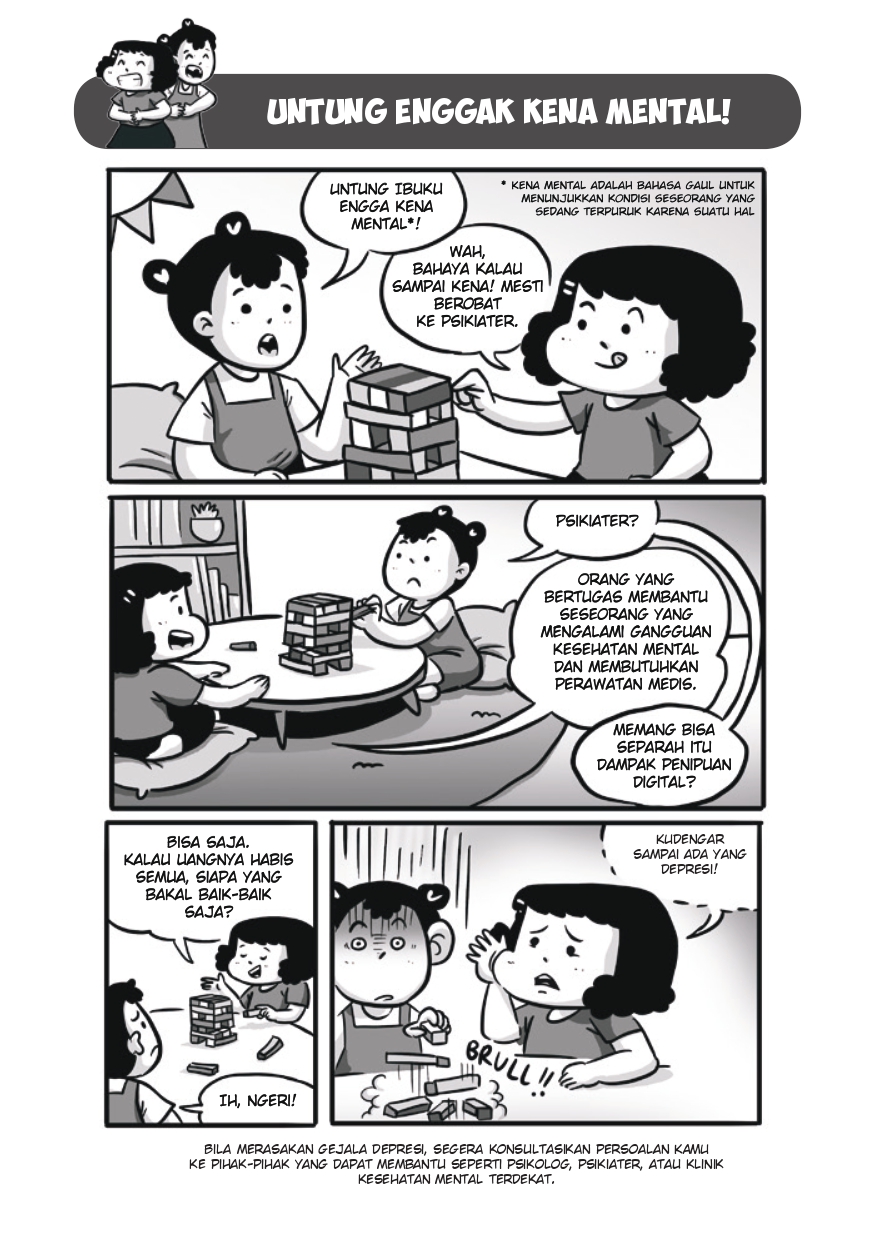 UNTUNG ENGGAK KENA MENTAL!
UNTUNG IBUKU
ENGGA KENA
MENTAL*!
* KENA MENTAL ADALAH BAHASA GAUL UNTUK
MENUNJUKKAN KONDISI SESEORANG YANG
SEDANG TERPURUK KARENA SUATU HAL
WAH,
BAHAYA KALAU
SAMPAI KENA! MESTI
BEROBAT
KE PSIKIATER.
PSIKIATER?
ORANG YANG
BERTUGAS MEMBANTU
SESEORANG YANG
MENGALAMI GANGGUAN
KESEHATAN MENTAL
DAN MEMBUTUHKAN
PERAWATAN MEDIS.
MEMANG BISA
SEPARAH ITU
DAMPAK PENIPUAN
DIGITAL?
BISA SAJA.
KALAU UANGNYA HABIS
SEMUA, SIAPA YANG
BAKAL BAIK-BAIK
SAJA?
IH, NGERI!
KUDENGAR
SAMPAI ADA YANG
DEPRESI!
BRULL!!
BILA MERASAKAN GEJALA DEPRESI, SEGERA KONSULTASIKAN PERSOALAN KAMU
KE PIHAK-PIHAK YANG DAPAT MEMBANTU SEPERTI PSIKOLOG, PSIKIATER, ATAU KLINIK
KESEHATAN MENTAL TERDEKAT.